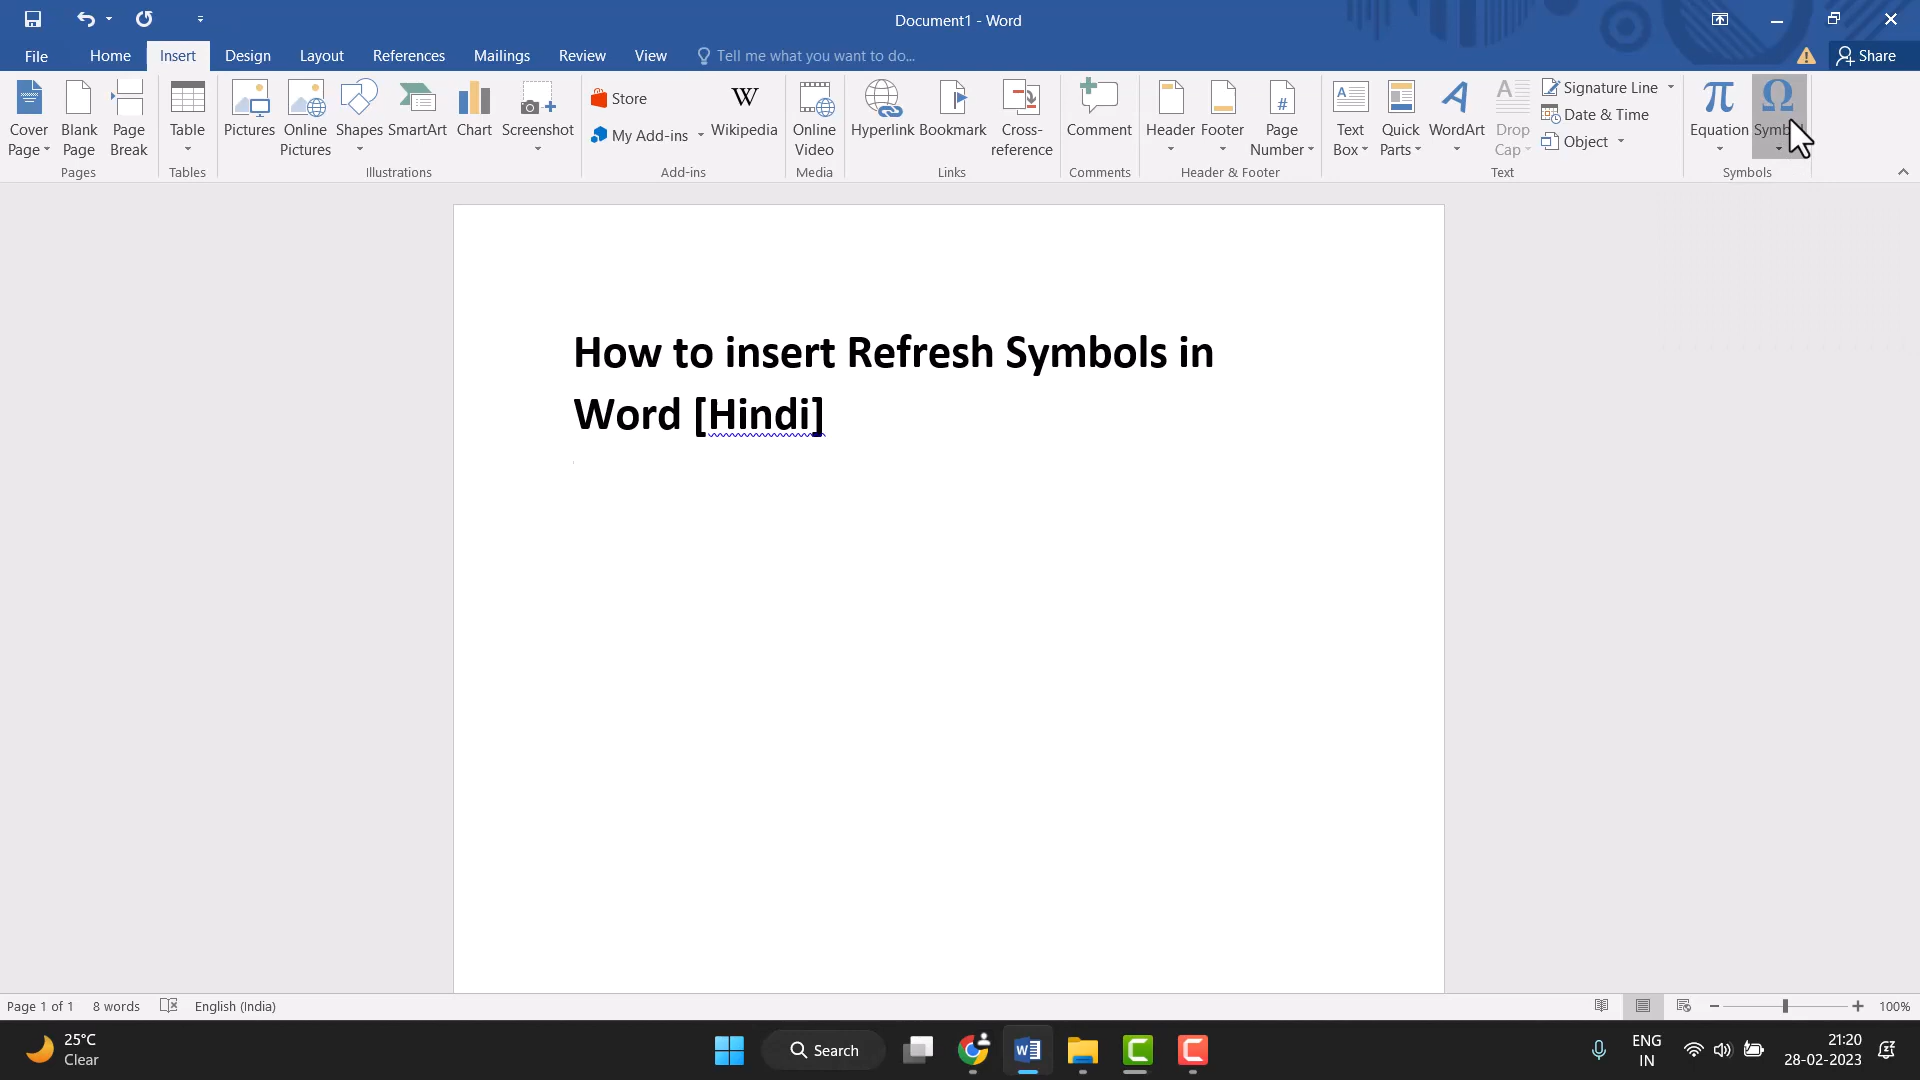 Document1 - Word
File Home Insert Design Layout References Mailings Review View Tell me what you want to do... Share
Cover Page Blank Page Page Break Table Pictures Online Pictures Shapes SmartArt Chart Screenshot Store My Add-ins Wikipedia Online Video Hyperlink Bookmark Cross-reference Comment Header Footer Page Number Text Box Quick Parts WordArt Drop Cap Signature Line Date & Time Object Equation
Pages Tables Illustrations Add-ins Media Links Comments Header & Footer Text Symbols
How to insert Refresh Symbols in
Word [Hindi]
Page 1 of 1 8 words English (India) 100%
25°C
Clear
Search
ENG
IN
21:20
28-02-2023